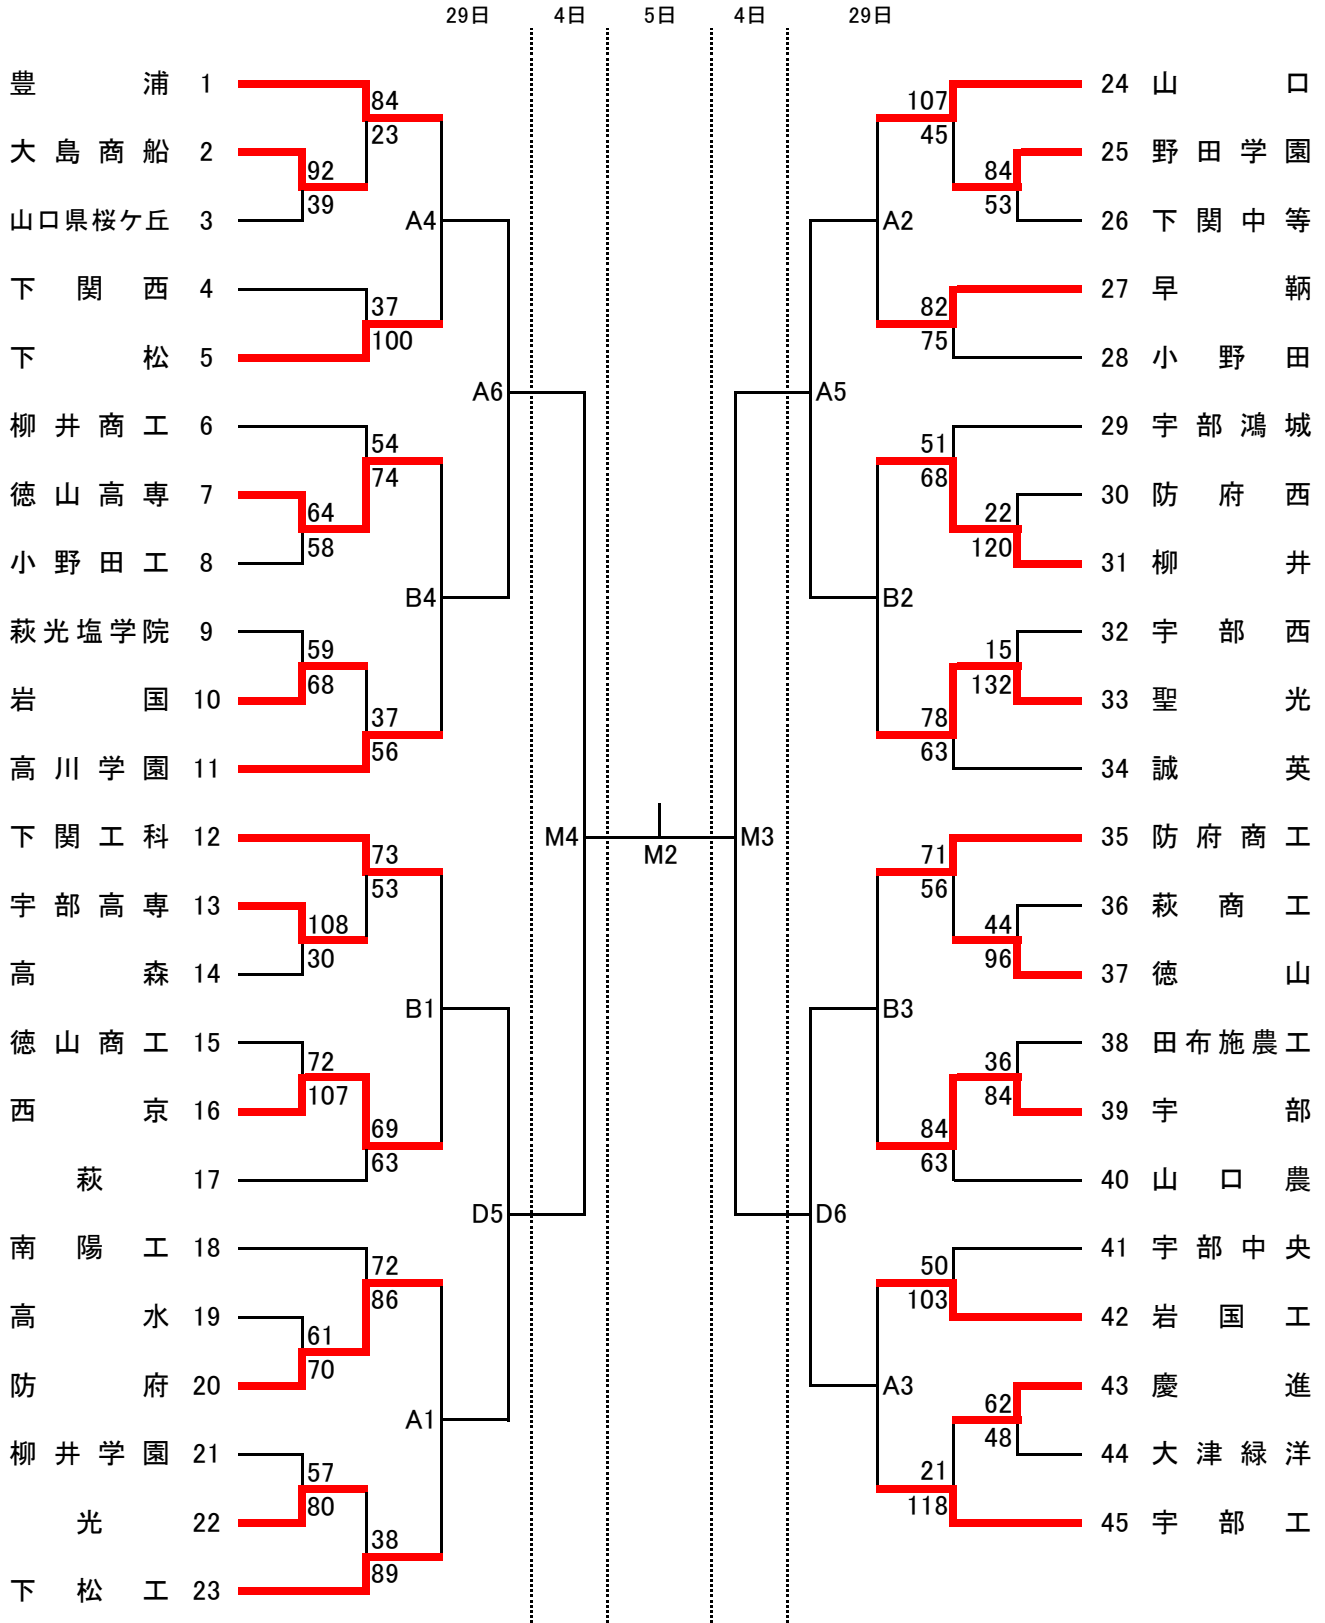 29日 4日 5日 4日 29日
豊浦 1
84
23
大島商船 2
92
39
山口県桜ケ丘 3
A4
下関西 4
37
100
下松 5
A6
柳井商工 6
54
74
徳山高専 7
64
58
小野田工 8
B4
萩光塩学院 9
59
68
岩国 10
37
56
高川学園 11
M4
下関工科 12
73
53
宇部高専 13
108
30
高森 14
B1
徳山商工 15
72
107
西京 16
69
63
萩 17
D5
南陽工 18
72
86
高水 19
61
70
防府 20
A1
柳井学園 21
57
80
光 22
38
89
下松工 23
M2
24 山口
107
45
25 野田学園
84
53
26 下関中等
A2
27 早鞆
82
75
28 小野田
A5
29 宇部鴻城
51
68
30 防府西
22
120
31 柳井
B2
32 宇部西
15
132
33 聖光
78
63
34 誠英
M3
35 防府商工
71
56
36 萩商工
44
96
37 徳山
B3
38 田布施農工
36
84
39 宇部
84
63
40 山口農
D6
41 宇部中央
50
103
42 岩国工
A3
43 慶進
62
48
44 大津緑洋
21
118
45 宇部工